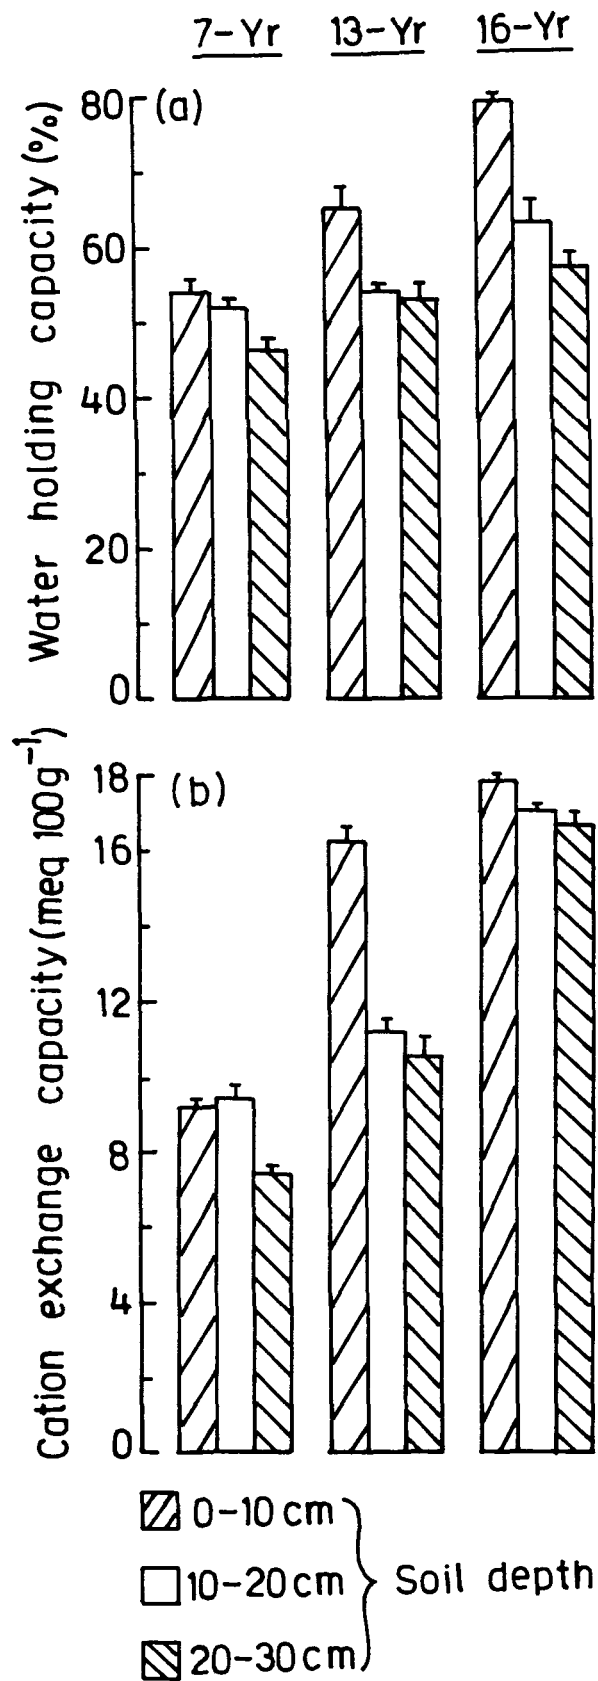 7-Yr 13-Yr 16-Yr
(a)
Water holding capacity (%)
80
60
40
20
0
(b)
Cation exchange capacity (meq 100g⁻¹)
18
16
12
8
4
0
0-10 cm
10-20 cm
20-30 cm
Soil depth